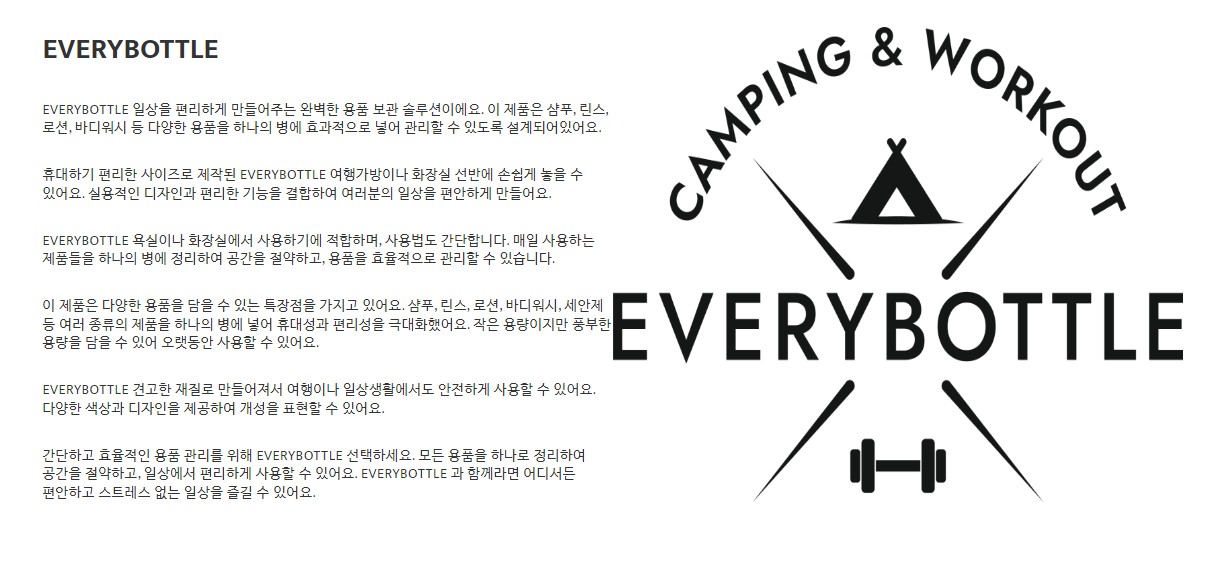 EVERYBOTTLE
EVERYBOTTLE 일상을 편리하게 만들어주는 완벽한 용품 보관 솔루션이에요. 이 제품은 샴푸, 린스,
로션, 바디워시 등 다양한 용품을 하나의 병에 효과적으로 넣어 관리할 수 있도록 설계되어있어요.
휴대하기 편리한 사이즈로 제작된 EVERYBOTTLE 여행가방이나 화장실 선반에 손쉽게 놓을 수
있어요. 실용적인 디자인과 편리한 기능을 결합하여 여러분의 일상을 편안하게 만들어요.
EVERYBOTTLE 욕실이나 화장실에서 사용하기에 적합하며, 사용법도 간단합니다. 매일 사용하는
제품들을 하나의 병에 정리하여 공간을 절약하고, 용품을 효율적으로 관리할 수 있습니다.
이 제품은 다양한 용품을 담을 수 있는 특장점을 가지고 있어요. 샴푸, 린스, 로션, 바디워시, 세안제
등 여러 종류의 제품을 하나의 병에 넣어 휴대성과 편리성을 극대화했어요. 작은 용량이지만 풍부한
용량을 담을 수 있어 오랫동안 사용할 수 있어요.
EVERYBOTTLE 견고한 재질로 만들어져서 여행이나 일상생활에서도 안전하게 사용할 수 있어요.
다양한 색상과 디자인을 제공하여 개성을 표현할 수 있어요.
간단하고 효율적인 용품 관리를 위해 EVERYBOTTLE 선택하세요. 모든 용품을 하나로 정리하여
공간을 절약하고, 일상에서 편리하게 사용할 수 있어요. EVERYBOTTLE 과 함께라면 어디서든
편안하고 스트레스 없는 일상을 즐길 수 있어요.
CAMPING & WORKOUT
EVERYBOTTLE